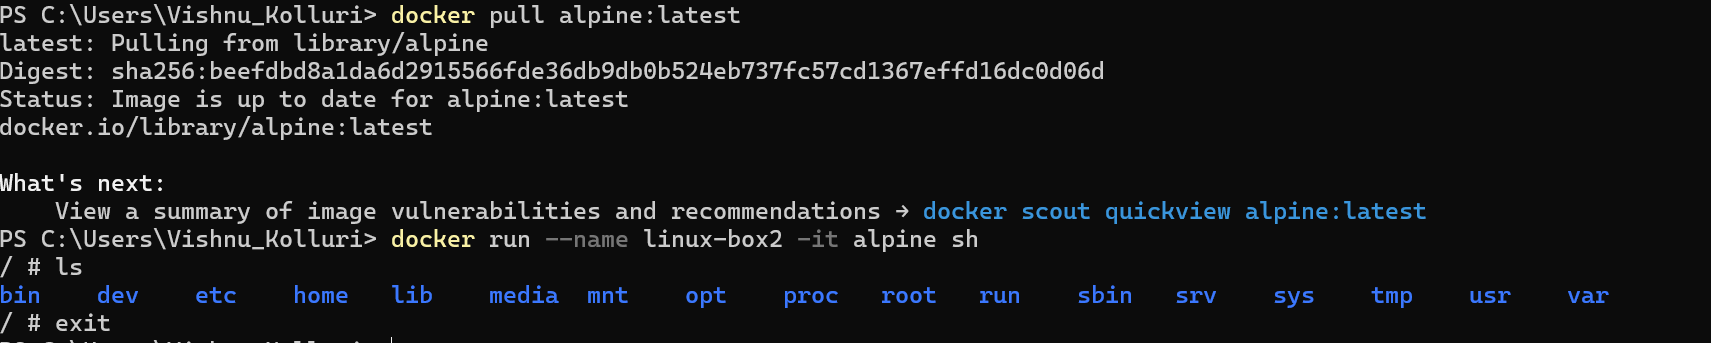 PS C:\Users\Vishnu_Kolluri> docker pull alpine:latest
latest: Pulling from library/alpine
Digest: sha256:beefdbd8a1da6d2915566fde36db9db0b524eb737fc57cd1367effd16dc0d06d
Status: Image is up to date for alpine:latest
docker.io/library/alpine:latest
What's next:
View a summary of image vulnerabilities and recommendations → docker scout quickview alpine:latest
PS C:\Users\Vishnu_Kolluri> docker run --name linux-box2 -it alpine sh
/ # ls
bin dev etc home lib media mnt opt proc root run sbin srv sys tmp usr var
/ # exit